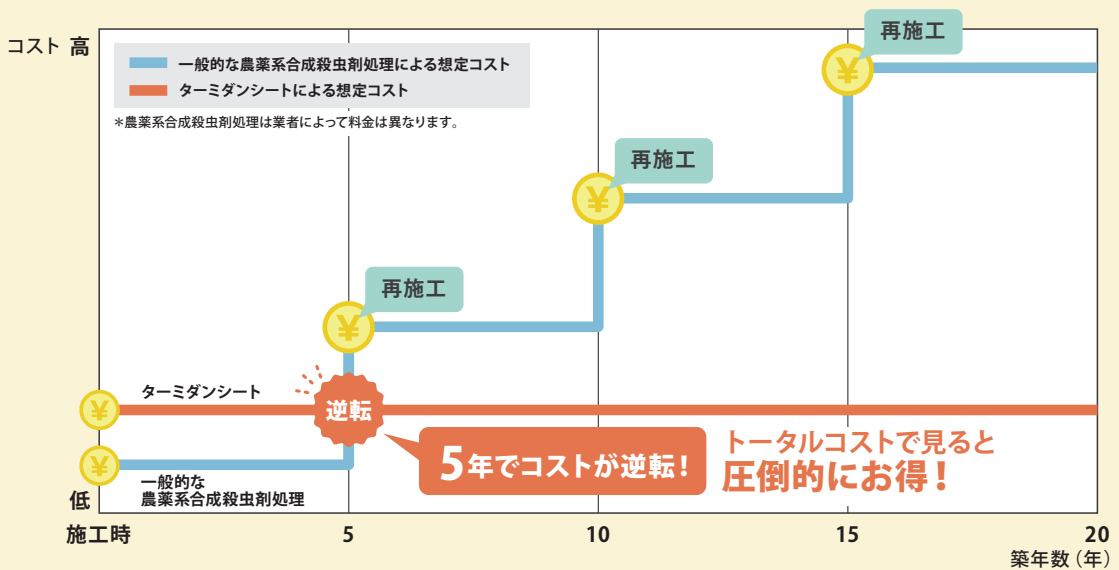 コスト 高
一般的な農薬系合成殺虫剤処理による想定コスト
ターミダンシートによる想定コスト
＊農薬系合成殺虫剤処理は業者によって料金は異なります。
再施工
¥
再施工
¥
再施工
¥
ターミダンシート
¥
逆転
¥
一般的な
農薬系合成殺虫剤処理
5年でコストが逆転！
トータルコストで見ると
圧倒的にお得！
低
施工時 5 10 15 20
築年数（年）